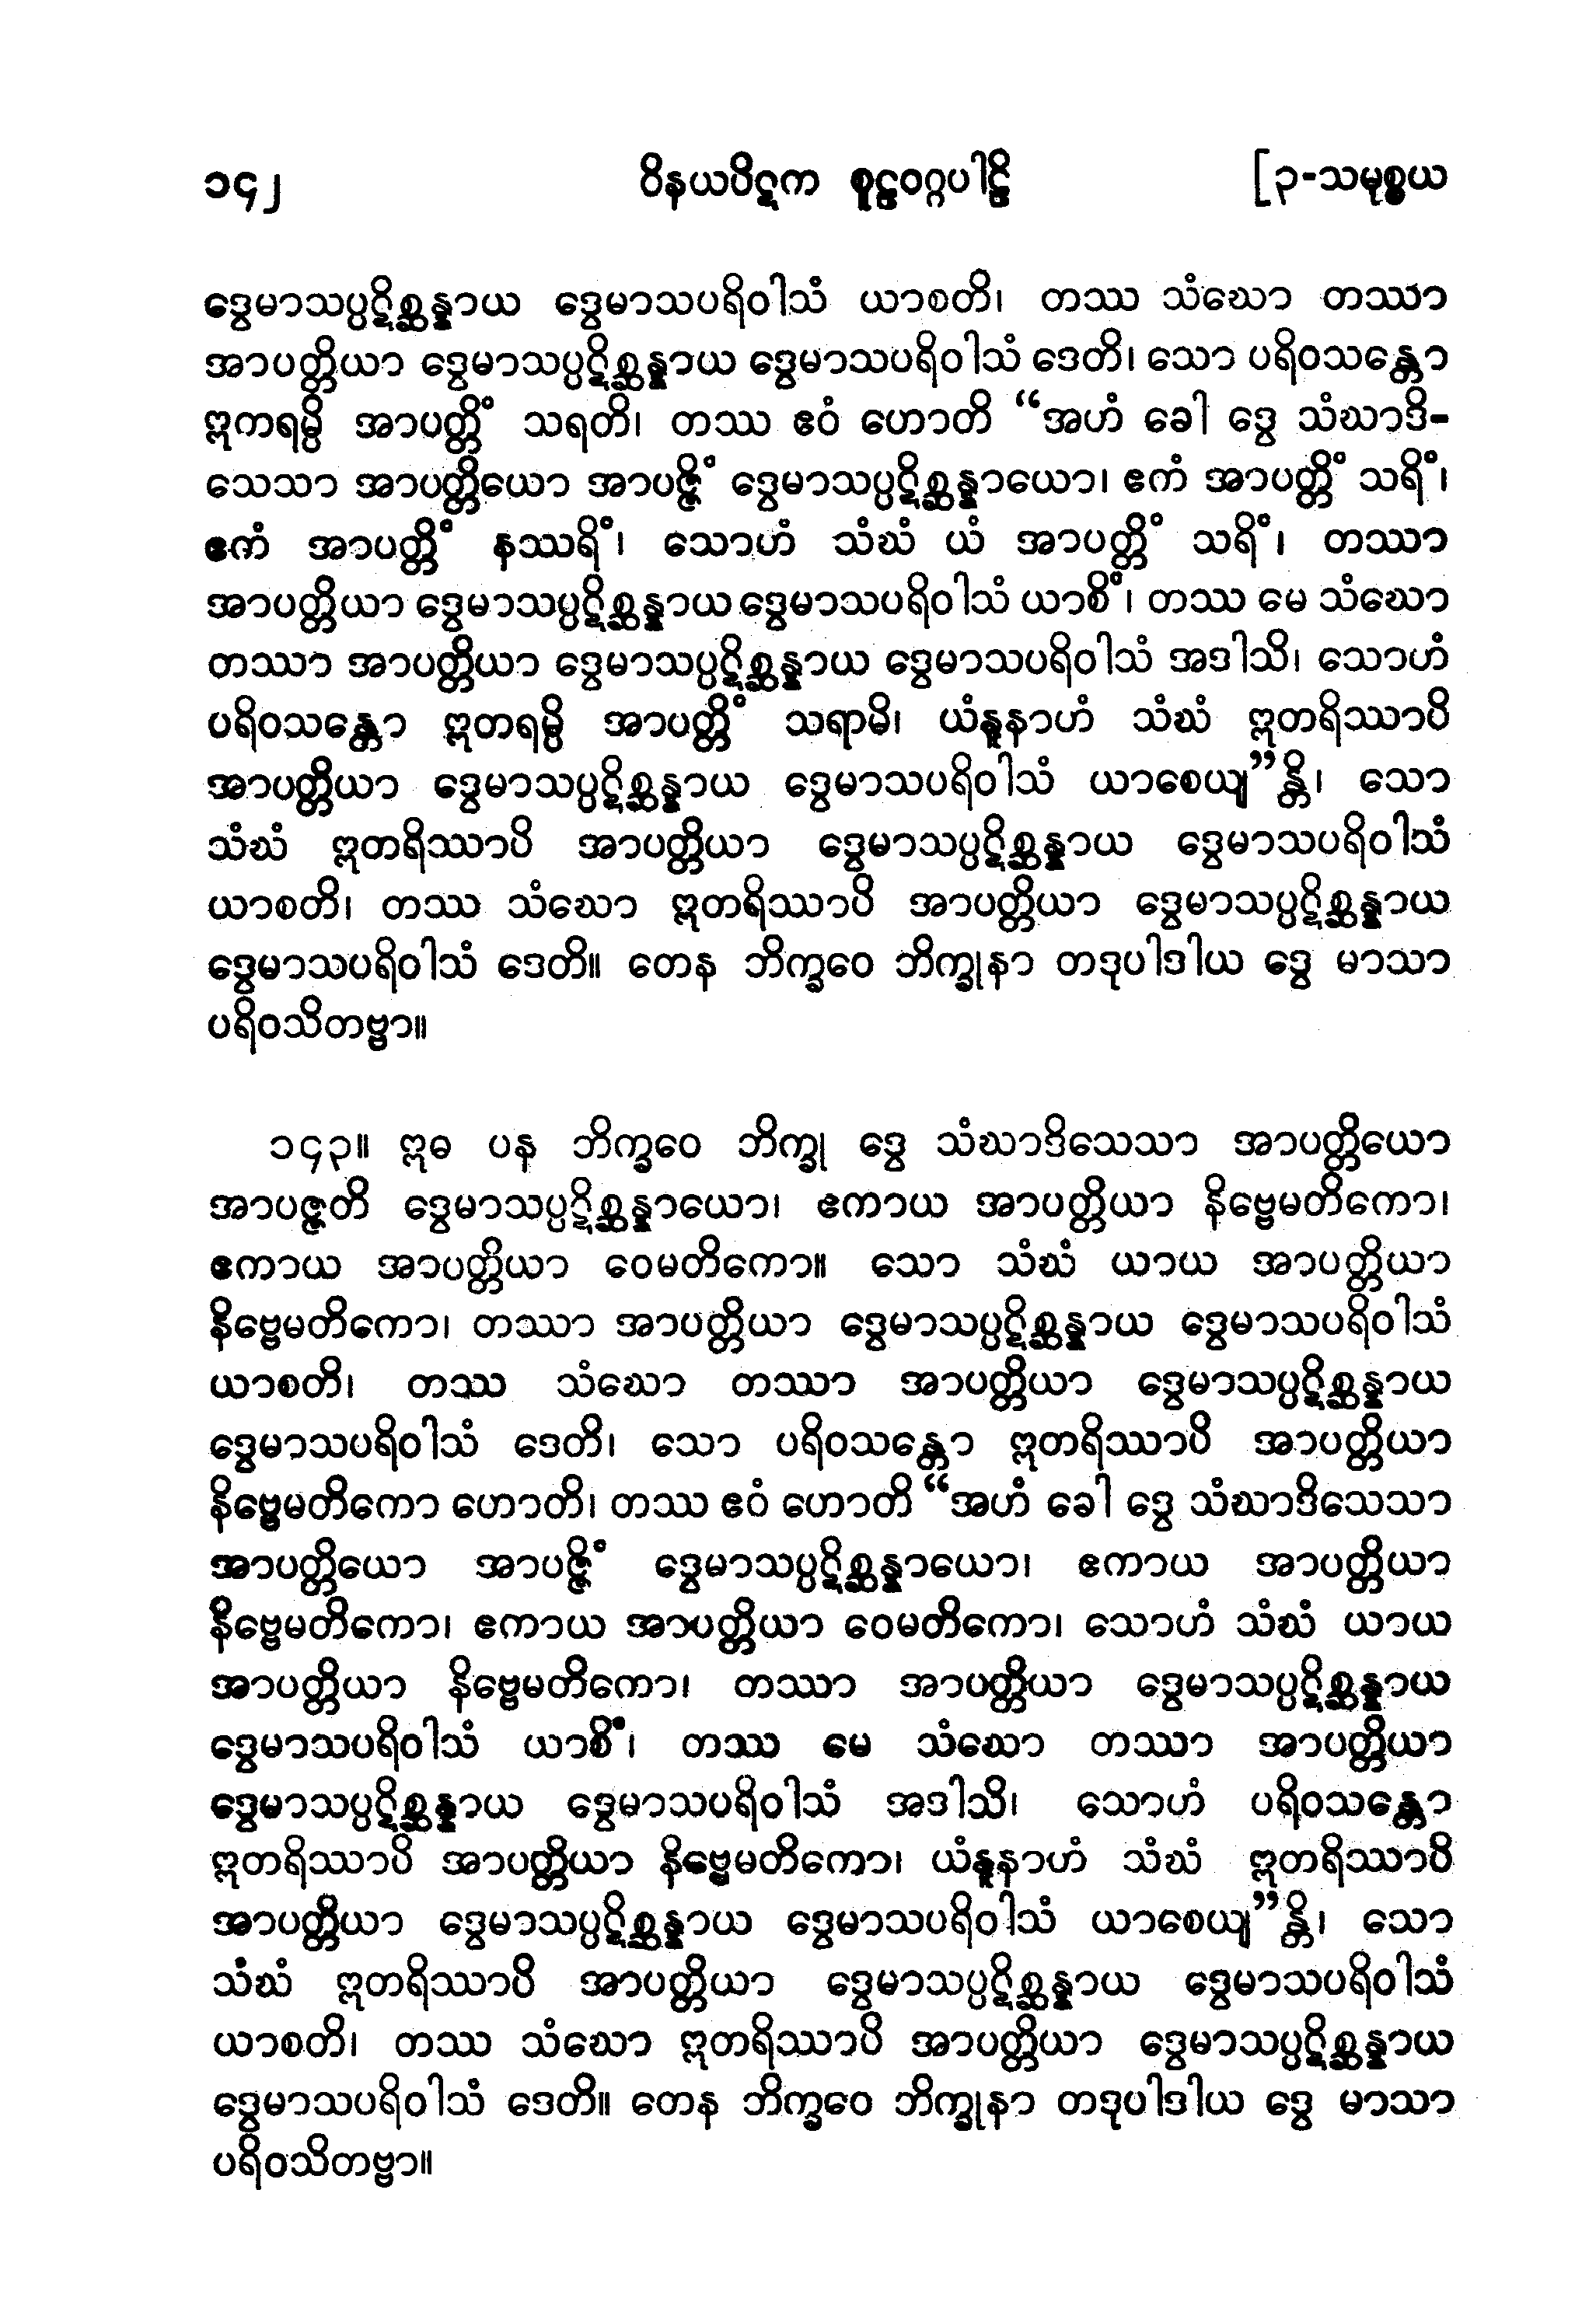 ၁၄၂ ဝိနယပိဋက စူဠဝဂ္ဂပါဠိ [၃-သမုစ္စယ
ဒွေမာသပ္ပဋိစ္ဆန္နာယ ဒွေမာသပရိဝါသံ ယာစတိ၊ တဿ သံဃော တဿာ
အာပတ္တိယာ ဒွေမာသပ္ပဋိစ္ဆန္နာယ ဒွေမာသပရိဝါသံ ဒေတိ၊ သော ပရိဝသန္တော
ဣကရမ္ပိ အာပတ္တိံ သရတိ၊ တဿ ဧဝံ ဟောတိ “အဟံ ခေါ ဒွေ သံဃာဒိ-
သေသာ အာပတ္တိယော အာပဇ္ဇိံ ဒွေမာသပ္ပဋိစ္ဆန္နာယော၊ ဧကံ အာပတ္တိံ သရိံ၊
ဧကံ အာပတ္တိံ နဿရိံ၊ သောဟံ သံဃံ ယံ အာပတ္တိံ သရိံ၊ တဿာ
အာပတ္တိယာ ဒွေမာသပ္ပဋိစ္ဆန္နာယ ဒွေမာသပရိဝါသံ ယာစိံ၊ တဿ မေ သံဃော
တဿာ အာပတ္တိယာ ဒွေမာသပ္ပဋိစ္ဆန္နာယ ဒွေမာသပရိဝါသံ အဒါသိ၊ သောဟံ
ပရိဝသန္တော ဣတရမ္ပိ အာပတ္တိံ သရာမိ၊ ယံနူနာဟံ သံဃံ ဣတရိဿာပိ
အာပတ္တိယာ ဒွေမာသပ္ပဋိစ္ဆန္နာယ ဒွေမာသပရိဝါသံ ယာစေယျ”န္တိ၊ သော
သံဃံ ဣတရိဿာပိ အာပတ္တိယာ ဒွေမာသပ္ပဋိစ္ဆန္နာယ ဒွေမာသပရိဝါသံ
ယာစတိ၊ တဿ သံဃော ဣတရိဿာပိ အာပတ္တိယာ ဒွေမာသပ္ပဋိစ္ဆန္နာယ
ဒွေမာသပရိဝါသံ ဒေတိ။ တေန ဘိက္ခဝေ ဘိက္ခုနာ တဒုပါဒါယ ဒွေ မာသာ
ပရိဝသိတဗ္ဗာ။
၁၄၃။ ဣဓ ပန ဘိက္ခဝေ ဘိက္ခု ဒွေ သံဃာဒိသေသာ အာပတ္တိယော
အာပဇ္ဇတိ ဒွေမာသပ္ပဋိစ္ဆန္နာယော၊ ဧကာယ အာပတ္တိယာ နိဗ္ဗေမတိကော၊
ဧကာယ အာပတ္တိယာ ဝေမတိကော။ သော သံဃံ ယာယ အာပတ္တိယာ
နိဗ္ဗေမတိကော၊ တဿာ အာပတ္တိယာ ဒွေမာသပ္ပဋိစ္ဆန္နာယ ဒွေမာသပရိဝါသံ
ယာစတိ၊ တဿ သံဃော တဿာ အာပတ္တိယာ ဒွေမာသပ္ပဋိစ္ဆန္နာယ
ဒွေမာသပရိဝါသံ ဒေတိ၊ သော ပရိဝသန္တော ဣတရိဿာပိ အာပတ္တိယာ
နိဗ္ဗေမတိကော ဟောတိ၊ တဿ ဧဝံ ဟောတိ “အဟံ ခေါ ဒွေ သံဃာဒိသေသာ
အာပတ္တိယော အာပဇ္ဇိံ ဒွေမာသပ္ပဋိစ္ဆန္နာယော၊ ဧကာယ အာပတ္တိယာ
နိဗ္ဗေမတိကော၊ ဧကာယ အာပတ္တိယာ ဝေမတိကော၊ သောဟံ သံဃံ ယာယ
အာပတ္တိယာ နိဗ္ဗေမတိကော၊ တဿာ အာပတ္တိယာ ဒွေမာသပ္ပဋိစ္ဆန္နာယ
ဒွေမာသပရိဝါသံ ယာစိံ၊ တဿ မေ သံဃော တဿာ အာပတ္တိယာ
ဒွေမာသပ္ပဋိစ္ဆန္နာယ ဒွေမာသပရိဝါသံ အဒါသိ၊ သောဟံ ပရိဝသန္တော
ဣတရိဿာပိ အာပတ္တိယာ နိဗ္ဗေမတိကော၊ ယံနူနာဟံ သံဃံ ဣတရိဿာပိ
အာပတ္တိယာ ဒွေမာသပ္ပဋိစ္ဆန္နာယ ဒွေမာသပရိဝါသံ ယာစေယျ”န္တိ၊ သော
သံဃံ ဣတရိဿာပိ အာပတ္တိယာ ဒွေမာသပ္ပဋိစ္ဆန္နာယ ဒွေမာသပရိဝါသံ
ယာစတိ၊ တဿ သံဃော ဣတရိဿာပိ အာပတ္တိယာ ဒွေမာသပ္ပဋိစ္ဆန္နာယ
ဒွေမာသပရိဝါသံ ဒေတိ။ တေန ဘိက္ခဝေ ဘိက္ခုနာ တဒုပါဒါယ ဒွေ မာသာ
ပရိဝသိတဗ္ဗာ။